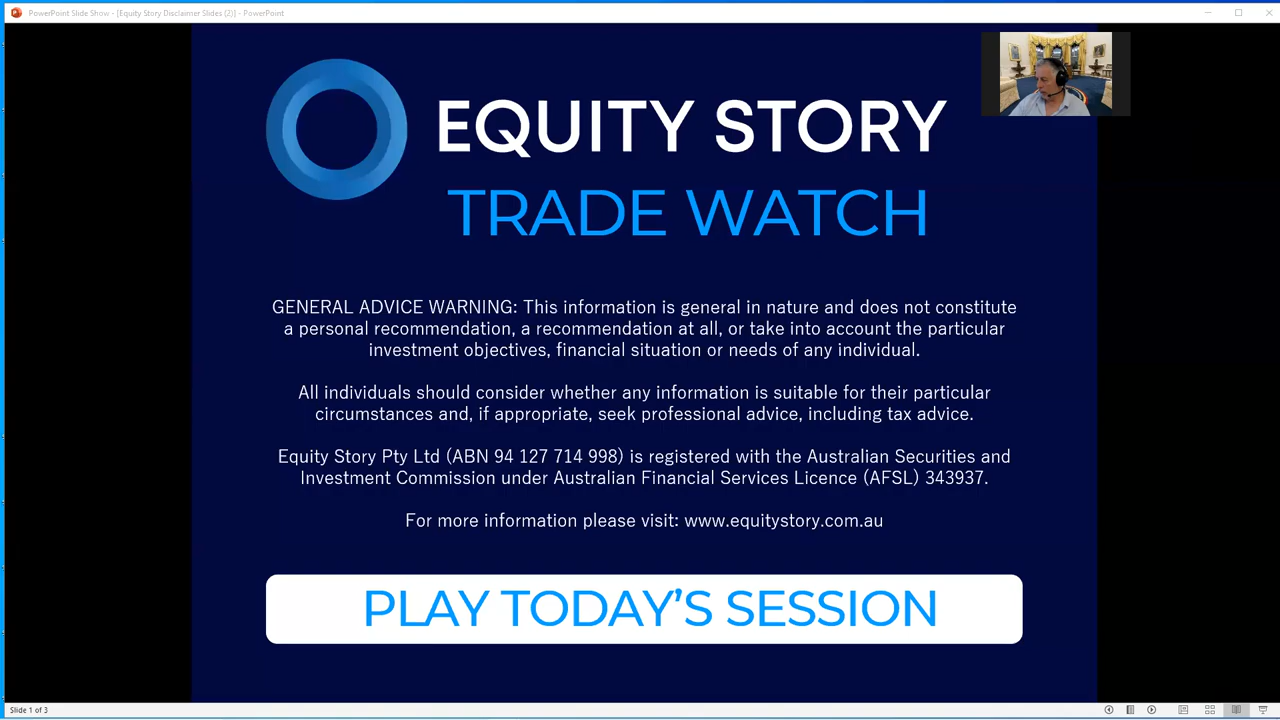 PowerPoint Slide Show - [Equity Story Disclaimer Slides (2)] - PowerPoint
EQUITY STORY
TRADE WATCH
GENERAL ADVICE WARNING: This information is general in nature and does not constitute
a personal recommendation, a recommendation at all, or take into account the particular
investment objectives, financial situation or needs of any individual.
All individuals should consider whether any information is suitable for their particular
circumstances and, if appropriate, seek professional advice, including tax advice.
Equity Story Pty Ltd (ABN 94 127 714 998) is registered with the Australian Securities and
Investment Commission under Australian Financial Services Licence (AFSL) 343937.
For more information please visit: www.equitystory.com.au
PLAY TODAY'S SESSION
Slide 1 of 3